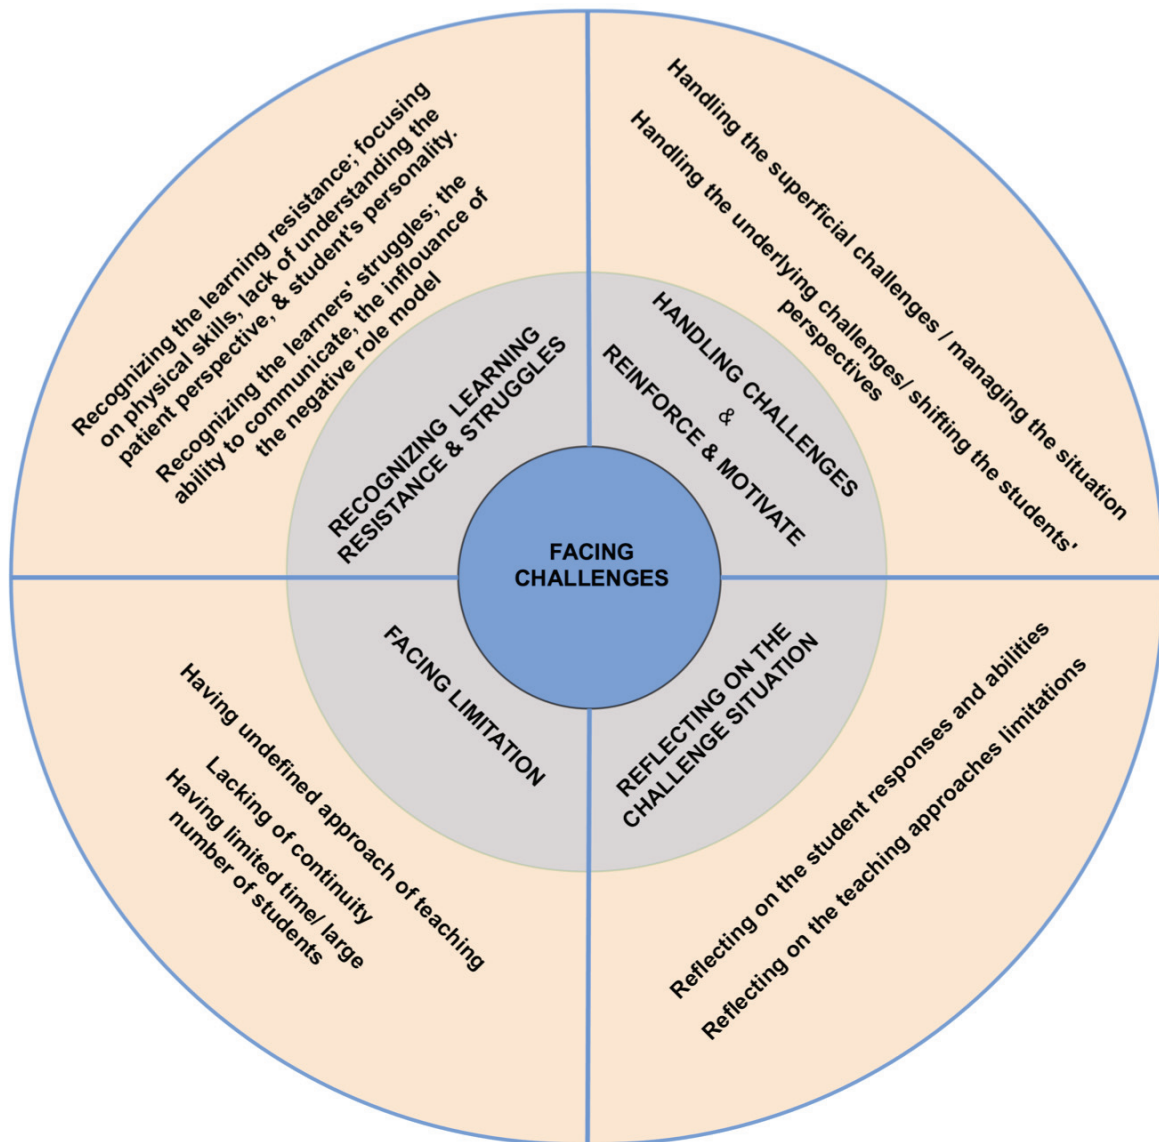 Recognizing the learning resistance; focusing
on physical skills, lack of understanding the
patient perspective, & student's personality.
Recognizing the learners' struggles; the
ability to communicate, the inflouance of
the negative role model
RECOGNIZING LEARNING
RESISTANCE & STRUGGLES
Handling the superficial challenges / managing the situation
Handling the underlying challenges/ shifting the students'
perspectives
HANDLING CHALLENGES
&
REINFORCE & MOTIVATE
FACING
CHALLENGES
FACING LIMITATION
Having undefined approach of teaching
Lacking of continuity
Having limited time/ large
number of students
REFLECTING ON THE
CHALLENGE SITUATION
Reflecting on the student responses and abilities
Reflecting on the teaching approaches limitations